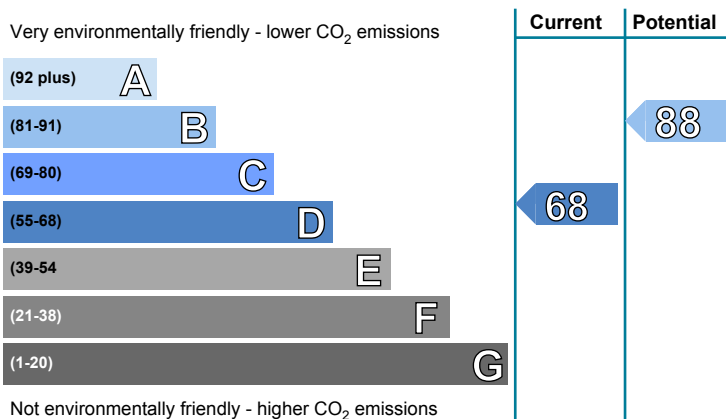 Current Potential
Very environmentally friendly - lower CO2 emissions
(92 plus) A
(81-91) B
88
(69-80) C
(55-68) D
68
(39-54 E
(21-38) F
(1-20) G
Not environmentally friendly - higher CO2 emissions